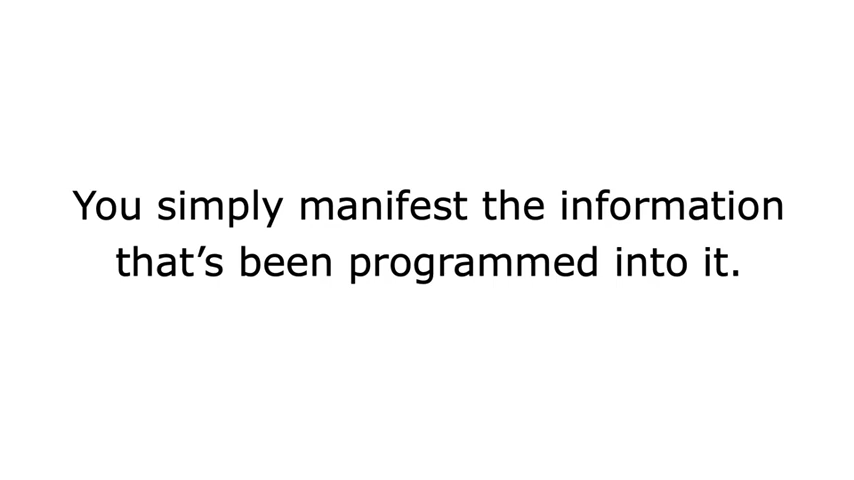 You simply manifest the information
that’s been programmed into it.